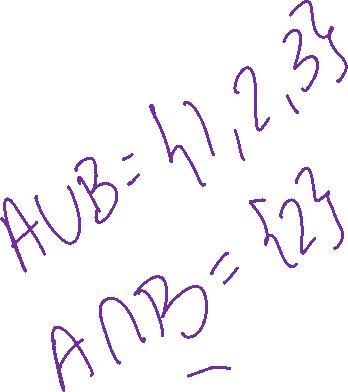 A∪B = {1, 2, 3}
A∩B = {2}